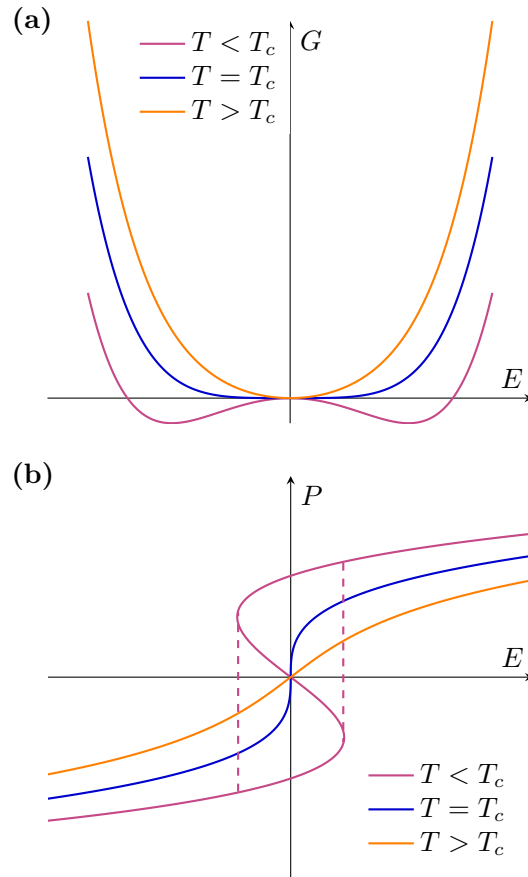 (a)
G
T < T_c
T = T_c
T > T_c
E
(b)
P
E
T < T_c
T = T_c
T > T_c